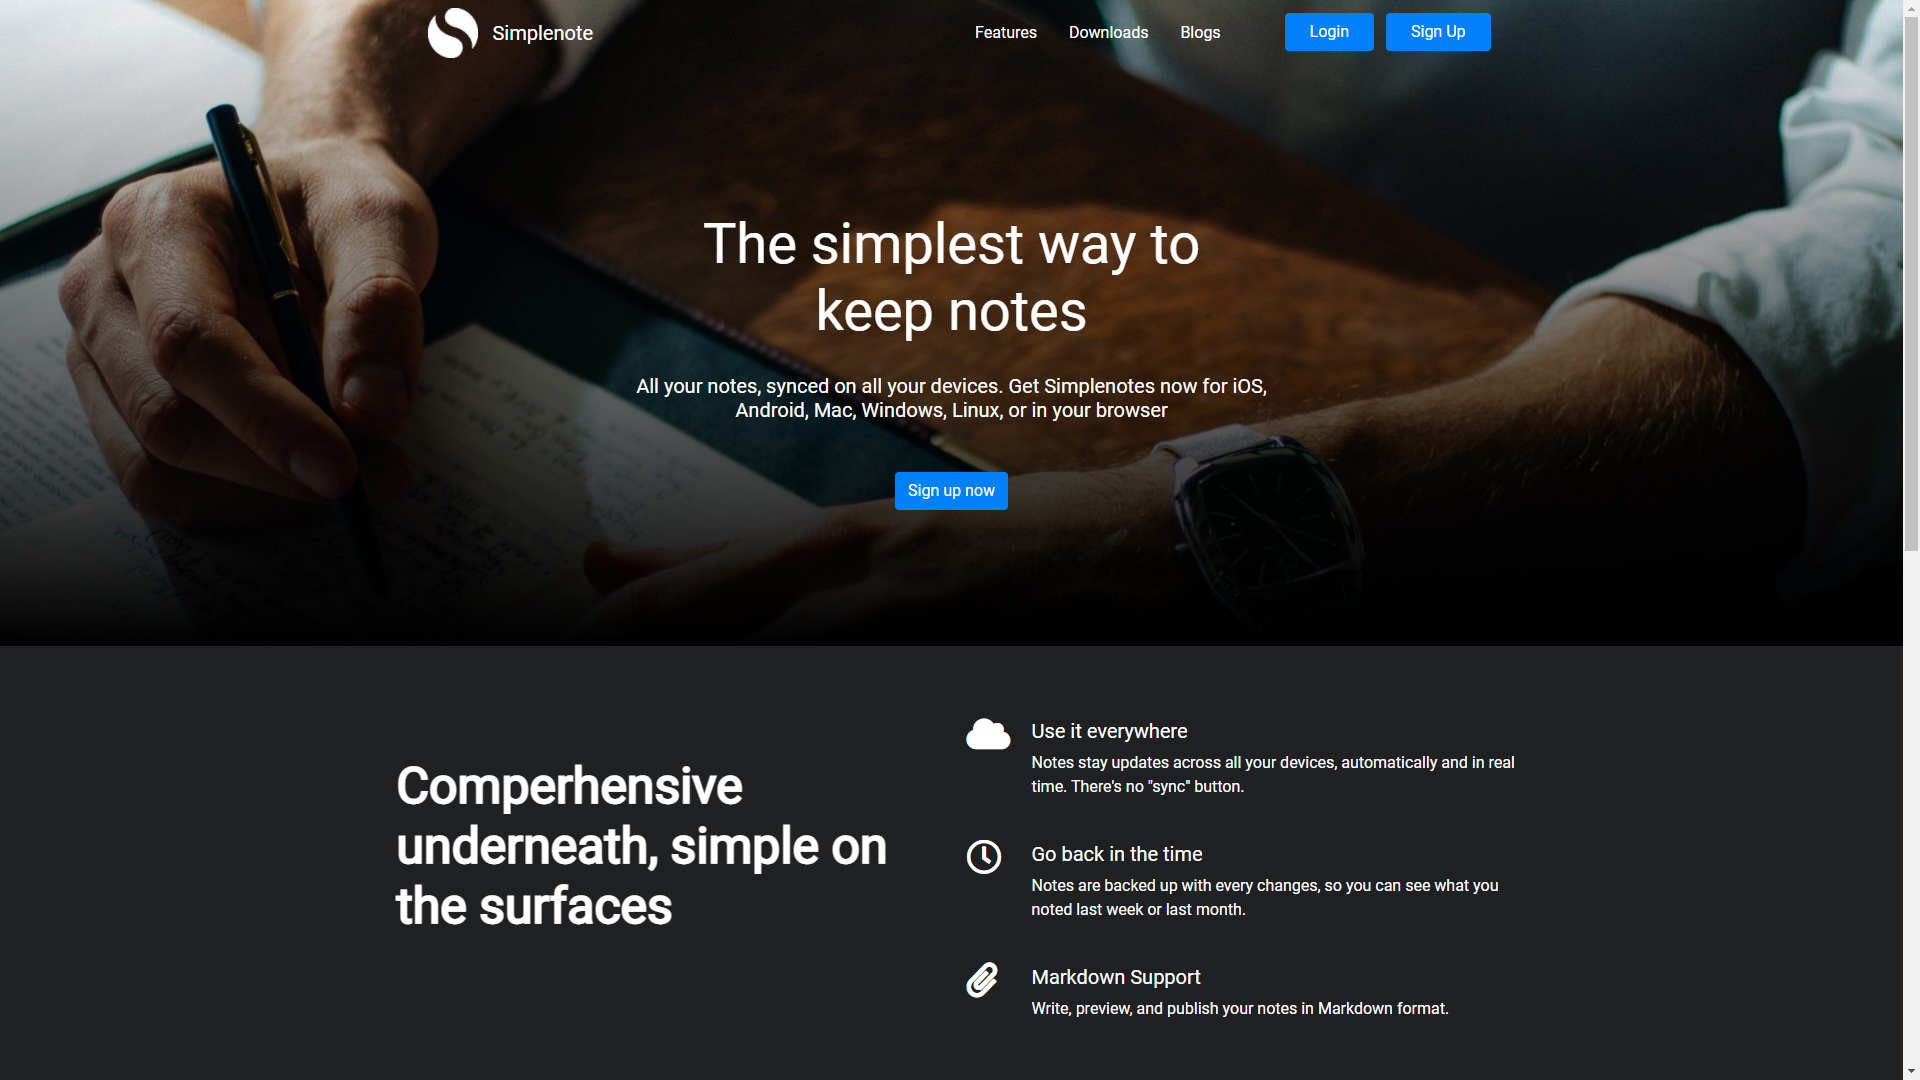 Simplenote
Features
Downloads
Blogs
Login
Sign Up
The simplest way to
keep notes
All your notes, synced on all your devices. Get Simplenotes now for iOS,
Android, Mac, Windows, Linux, or in your browser
Sign up now
Comperhensive
underneath, simple on
the surfaces
Use it everywhere
Notes stay updates across all your devices, automatically and in real
time. There's no "sync" button.
Go back in the time
Notes are backed up with every changes, so you can see what you
noted last week or last month.
Markdown Support
Write, preview, and publish your notes in Markdown format.